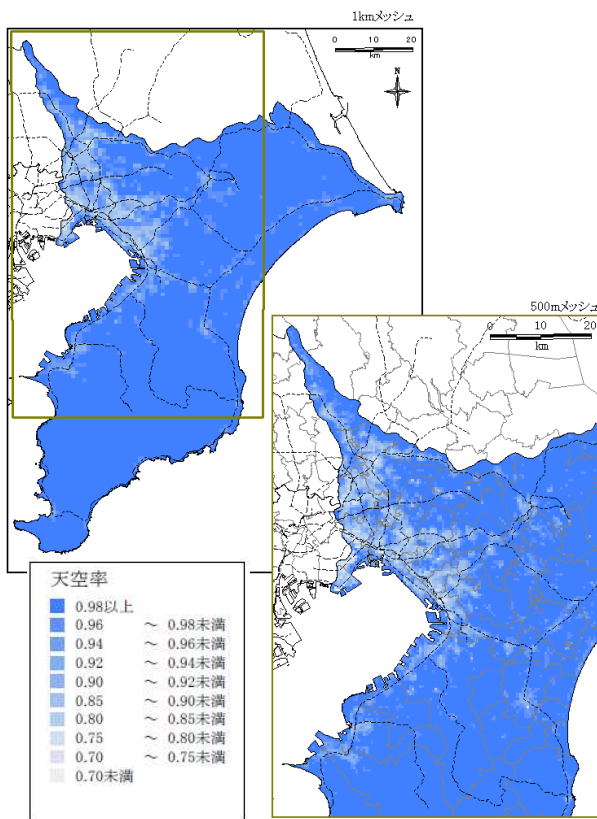 1kmメッシュ
0 10 20
km
N
500mメッシュ
0 10 20
km
天空率
0.98以上
0.96 ～ 0.98未満
0.94 ～ 0.96未満
0.92 ～ 0.94未満
0.90 ～ 0.92未満
0.85 ～ 0.90未満
0.80 ～ 0.85未満
0.75 ～ 0.80未満
0.70 ～ 0.75未満
0.70未満